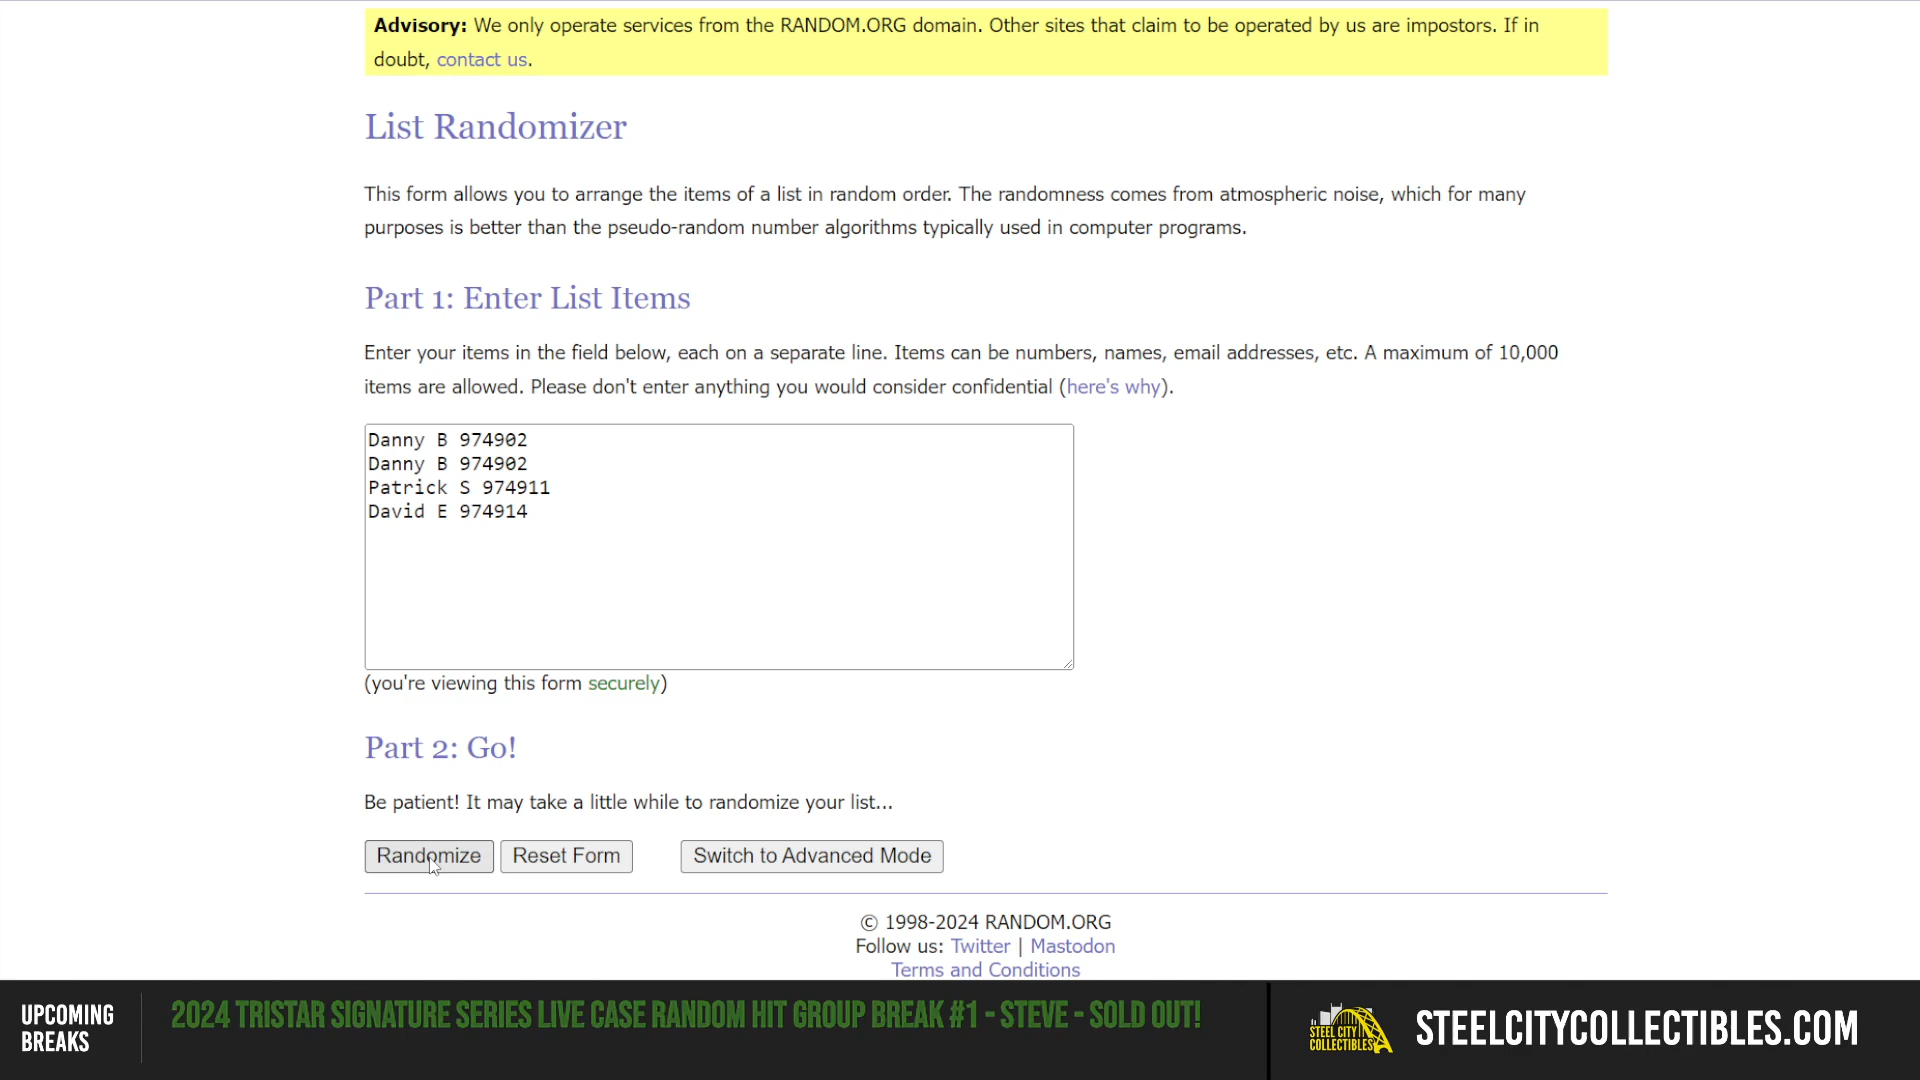 Advisory: We only operate services from the RANDOM.ORG domain. Other sites that claim to be operated by us are impostors. If in
doubt, contact us.
List Randomizer
This form allows you to arrange the items of a list in random order. The randomness comes from atmospheric noise, which for many
purposes is better than the pseudo-random number algorithms typically used in computer programs.
Part 1: Enter List Items
Enter your items in the field below, each on a separate line. Items can be numbers, names, email addresses, etc. A maximum of 10,000
items are allowed. Please don't enter anything you would consider confidential (here's why).
Danny B 974902
Danny B 974902
Patrick S 974911
David E 974914
(you're viewing this form securely)
Part 2: Go!
Be patient! It may take a little while to randomize your list...
Randomize Reset Form Switch to Advanced Mode
© 1998-2024 RANDOM.ORG
Follow us: Twitter | Mastodon
Terms and Conditions
UPCOMING
BREAKS
2024 TRISTAR SIGNATURE SERIES LIVE CASE RANDOM HIT GROUP BREAK #1 - STEVE - SOLD OUT!
STEEL CITY
COLLECTIBLES
STEELCITYCOLLECTIBLES.COM